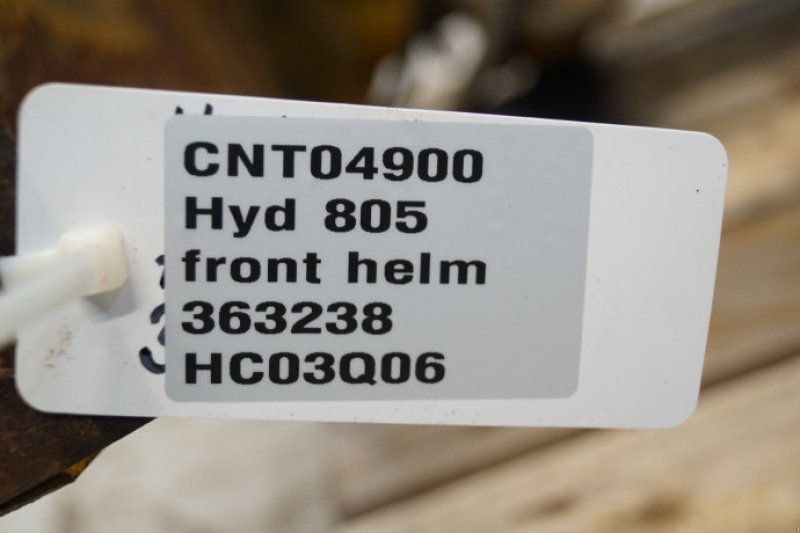 CNT04900
Hyd 805
front helm
363238
HC03Q06